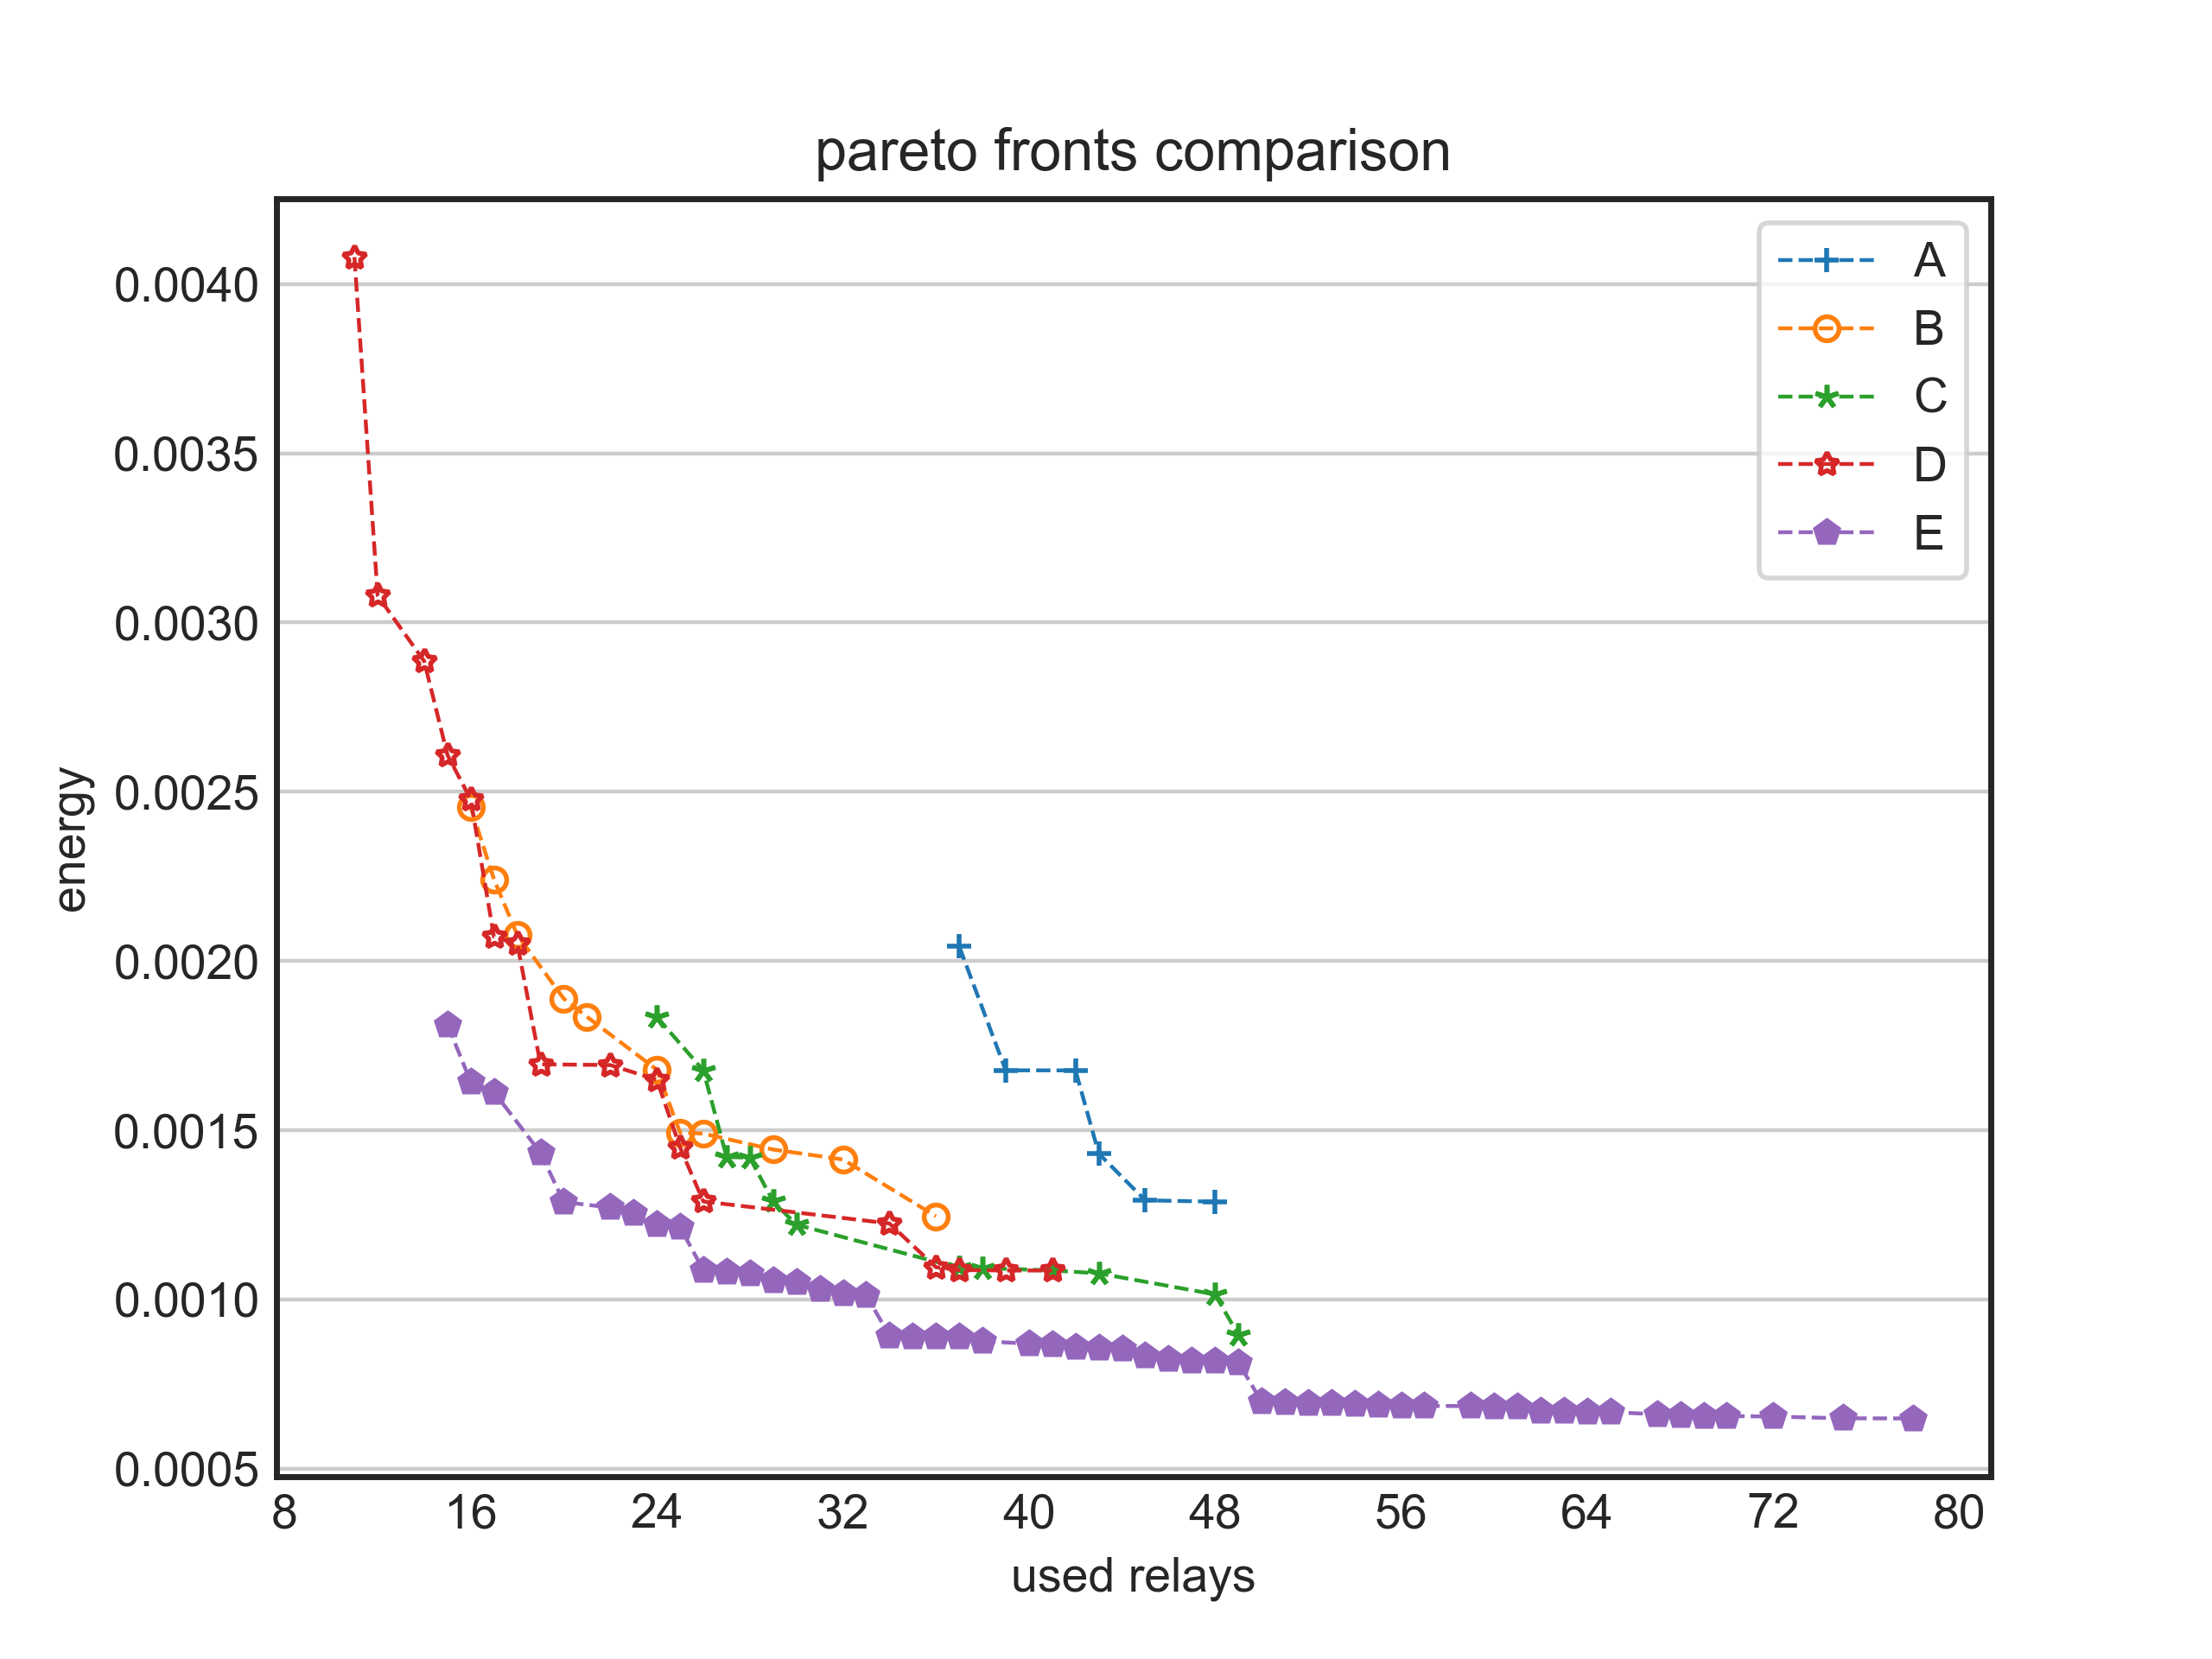 pareto fronts comparison
A
B
C
D
E
0.0040
0.0035
0.0030
0.0025
0.0020
0.0015
0.0010
0.0005
energy
8 16 24 32 40 48 56 64 72 80
used relays